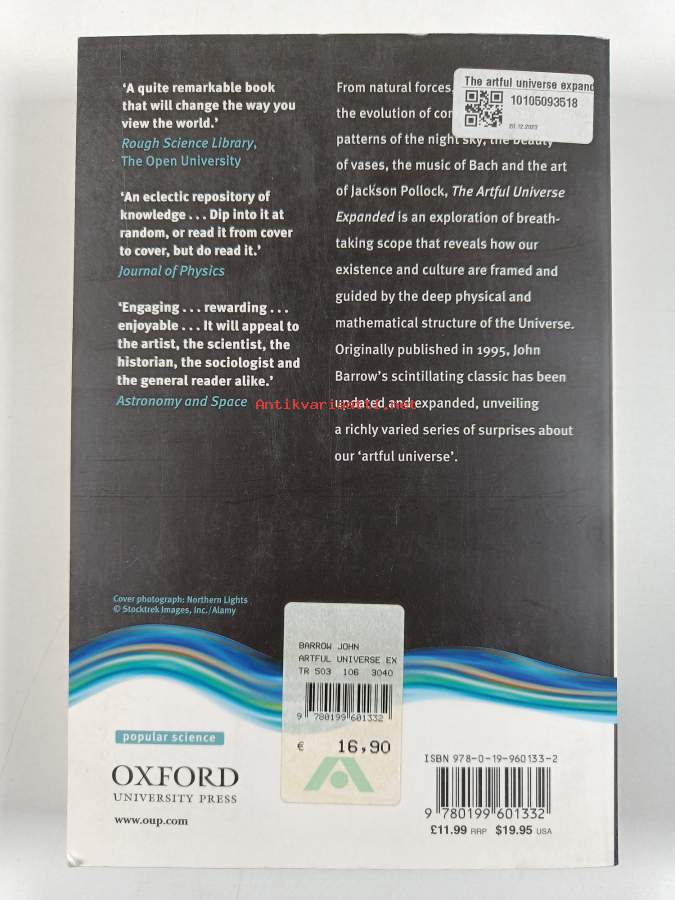 ‘A quite remarkable book
that will change the way you
view the world.’
Rough Science Library,
The Open University
‘An eclectic repository of
knowledge . . . Dip into it at
random, or read it from cover
to cover, but do read it.’
Journal of Physics
‘Engaging . . . rewarding . . .
enjoyable . . . It will appeal to
the artist, the scientist, the
historian, the sociologist and
the general reader alike.’
Astronomy and Space
The artful universe expand
10105093518
20.12.2023
From natural forces,
the evolution of
patterns of the night sky, the beauty
of vases, the music of Bach and the art
of Jackson Pollock, The Artful Universe
Expanded is an exploration of breath-
taking scope that reveals how our
existence and culture are framed and
guided by the deep physical and
mathematical structure of the Universe.
Originally published in 1995, John
Barrow’s scintillating classic has been
updated and expanded, unveiling
a richly varied series of surprises about
our ‘artful universe’.
Antikvariaatti.net
Cover photograph: Northern Lights
© Stocktrek Images, Inc./Alamy
BARROW JOHN
ARTFUL UNIVERSE EX
TR 503 106 3040
9 780199 601332
€ 16,90
popular science
OXFORD
UNIVERSITY PRESS
www.oup.com
ISBN 978-0-19-960133-2
9 780199 601332
£11.99 RRP $19.95 USA